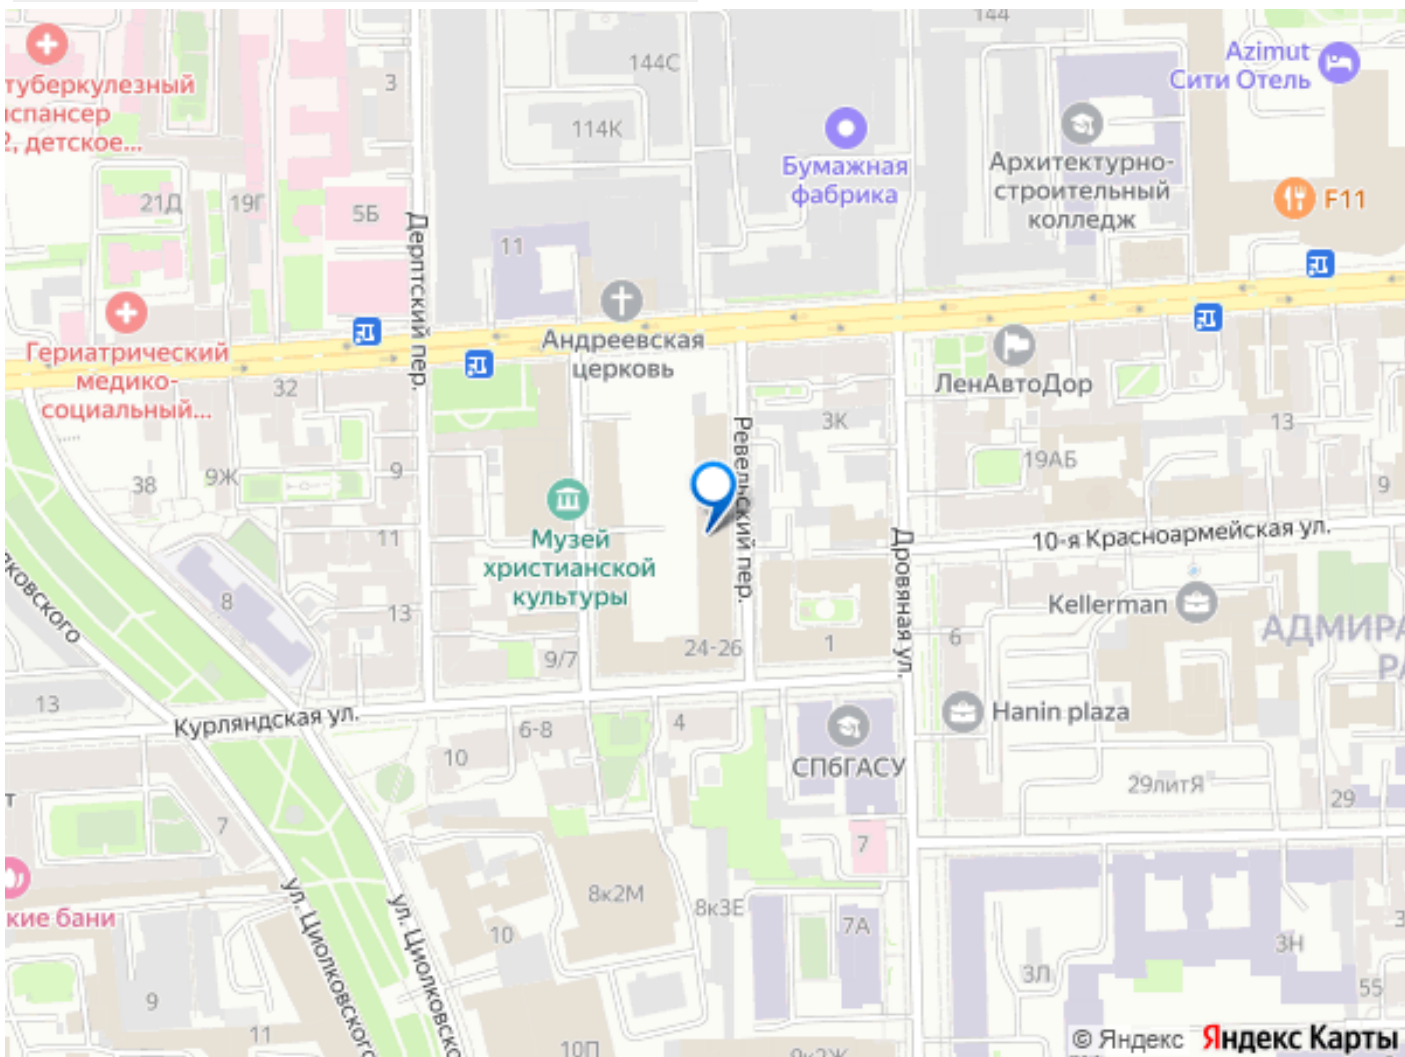 144
Azimut
Сити Отель
144С
3
туберкулезный
испансер
2, детское...
114К
Бумажная
фабрика
Архитектурно-
строительный
колледж
F11
21Д
19Г
5Б
11
Дерптский пер.
Андреевская
церковь
Гериатрический
медико-
социальный...
32
ЛенАвтоДор
13
3К
Ревельский пер.
19АБ
9
9Ж
38
9
11
Музей
христианской
культуры
10-я Красноармейская ул.
Дровяная ул.
Kellerman
АДМИРА
РА
8
13
6
1
24-26
9/7
лковского
13
Курляндская ул.
Hanin plaza
6-8
4
10
СПбГАСУ
29литЯ
29
т
7
7
8к2М
8к3Е
кие бани
ул. Циолковского
ул. Циолковско
10
7А
3Н
3Л
55
9
11
10П
9к2Ж
© Яндекс Яндекс Карты